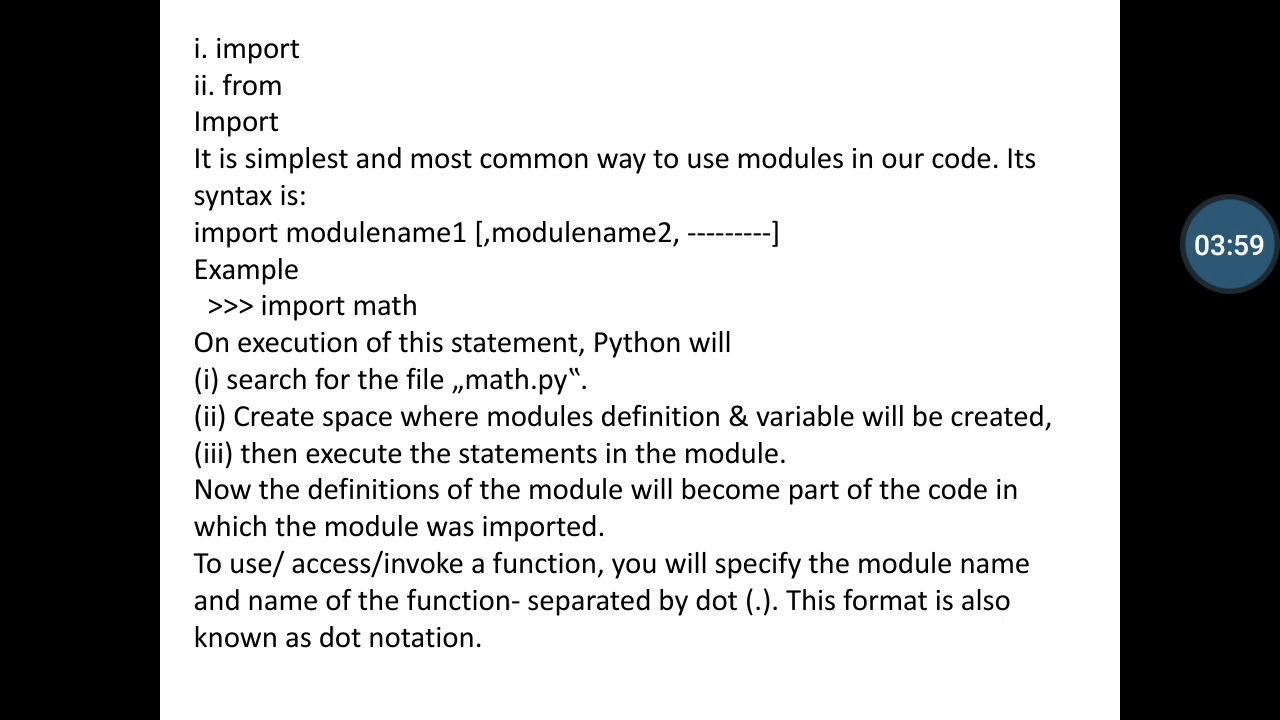 i. import
ii. from
Import
It is simplest and most common way to use modules in our code. Its
syntax is:
import modulename1 [,modulename2, ---------]
Example
>>> import math
On execution of this statement, Python will
(i) search for the file „math.py‟.
(ii) Create space where modules definition & variable will be created,
(iii) then execute the statements in the module.
Now the definitions of the module will become part of the code in
which the module was imported.
To use/ access/invoke a function, you will specify the module name
and name of the function- separated by dot (.). This format is also
known as dot notation.
03:59